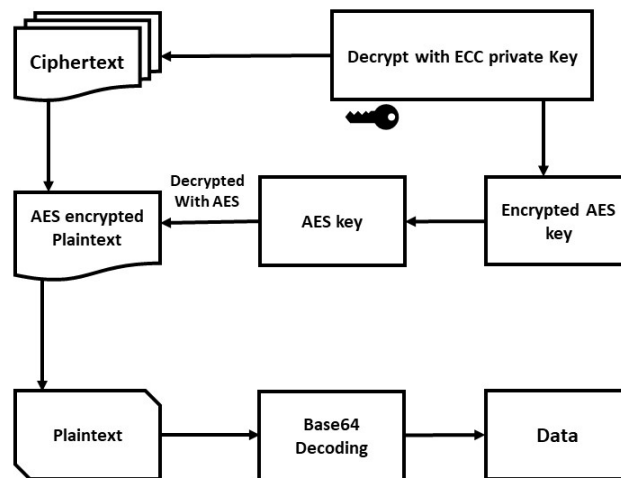 Ciphertext
Decrypt with ECC private Key
AES encrypted
Plaintext
Decrypted
With AES
AES key
Encrypted AES
key
Plaintext
Base64
Decoding
Data